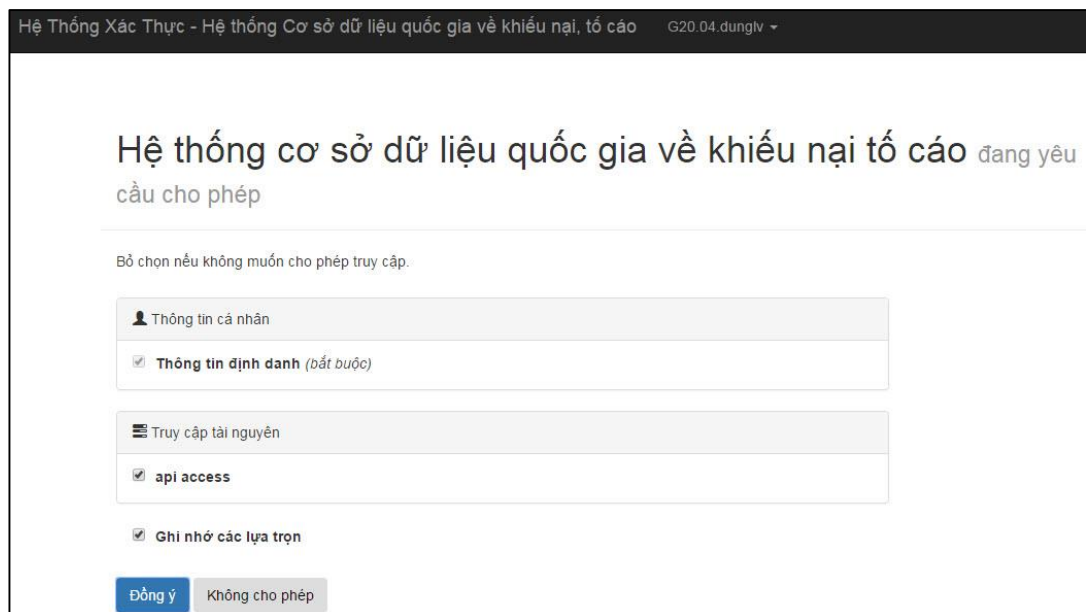 Hệ Thống Xác Thực - Hệ thống Cơ sở dữ liệu quốc gia về khiếu nại, tố cáo G20.04.dunglv
Hệ thống cơ sở dữ liệu quốc gia về khiếu nại tố cáo đang yêu
cầu cho phép
Bỏ chọn nếu không muốn cho phép truy cập.
Thông tin cá nhân
Thông tin định danh (bắt buộc)
Truy cập tài nguyên
api access
Ghi nhớ các lựa trọn
Đồng ý Không cho phép